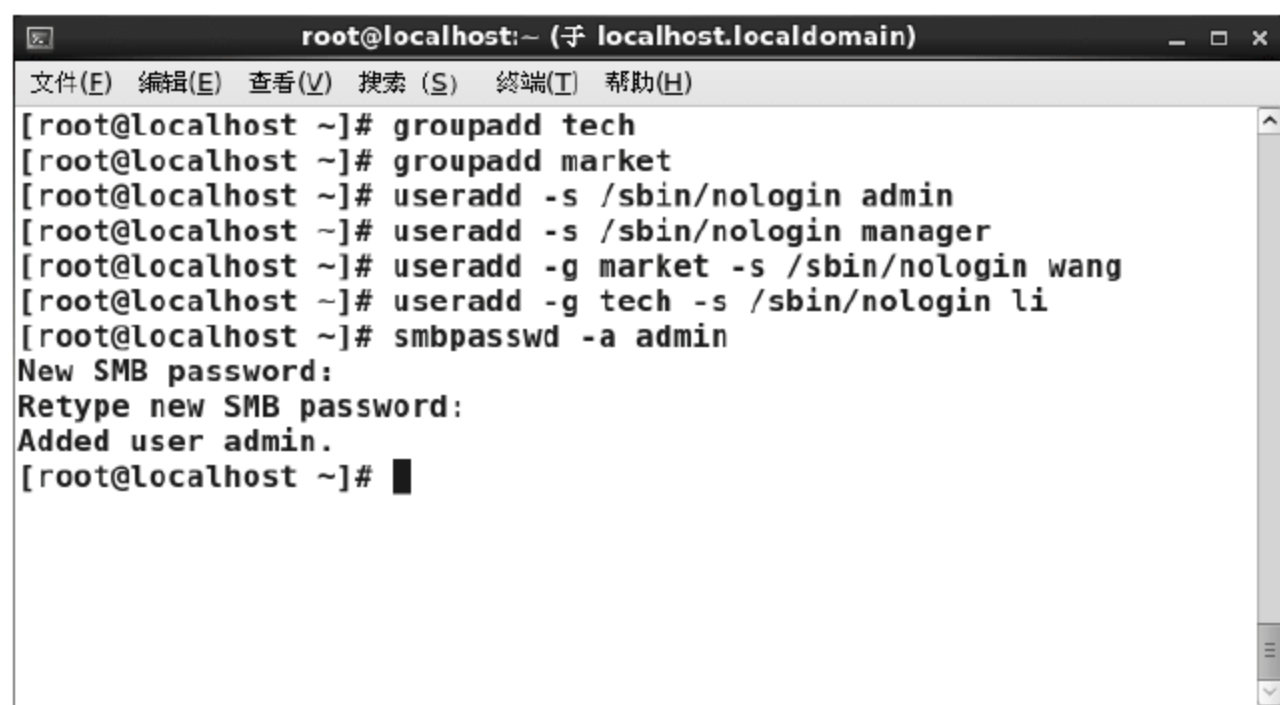 root@localhost:~ (于 localhost.localdomain)
文件(F) 编辑(E) 查看(V) 搜索 (S) 终端(T) 帮助(H)
[root@localhost ~]# groupadd tech
[root@localhost ~]# groupadd market
[root@localhost ~]# useradd -s /sbin/nologin admin
[root@localhost ~]# useradd -s /sbin/nologin manager
[root@localhost ~]# useradd -g market -s /sbin/nologin wang
[root@localhost ~]# useradd -g tech -s /sbin/nologin li
[root@localhost ~]# smbpasswd -a admin
New SMB password:
Retype new SMB password:
Added user admin.
[root@localhost ~]#